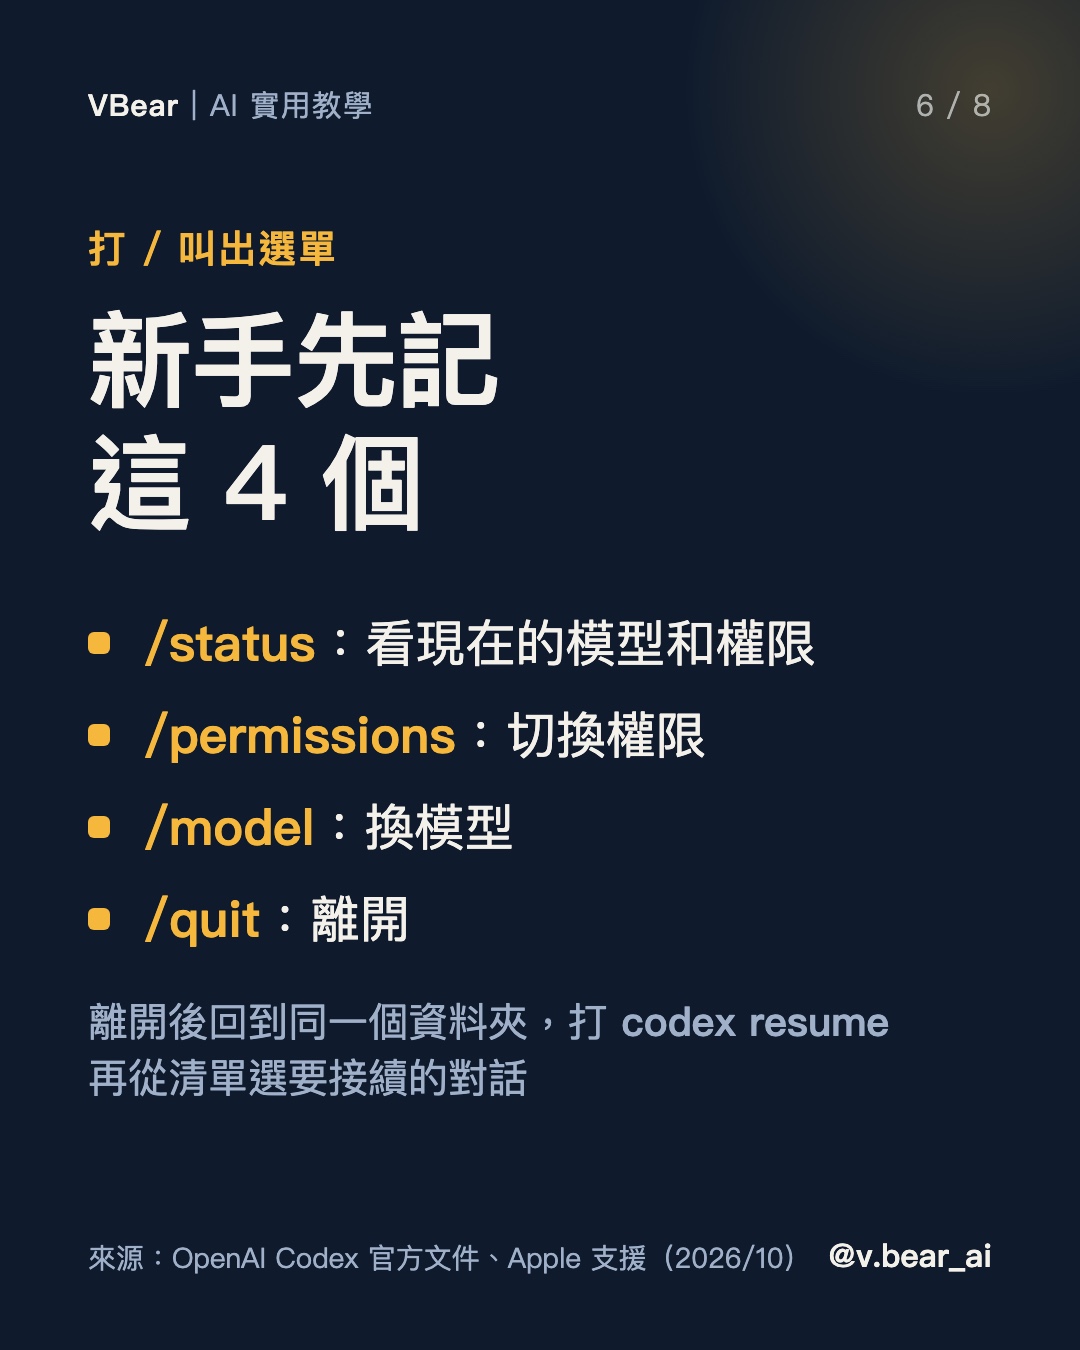 VBear｜AI 實用教學
6 / 8
打 / 叫出選單
新手先記
這 4 個
/status：看現在的模型和權限
/permissions：切換權限
/model：換模型
/quit：離開
離開後回到同一個資料夾，打 codex resume
再從清單選要接續的對話
來源：OpenAI Codex 官方文件、Apple 支援（2026/10）
@v.bear_ai